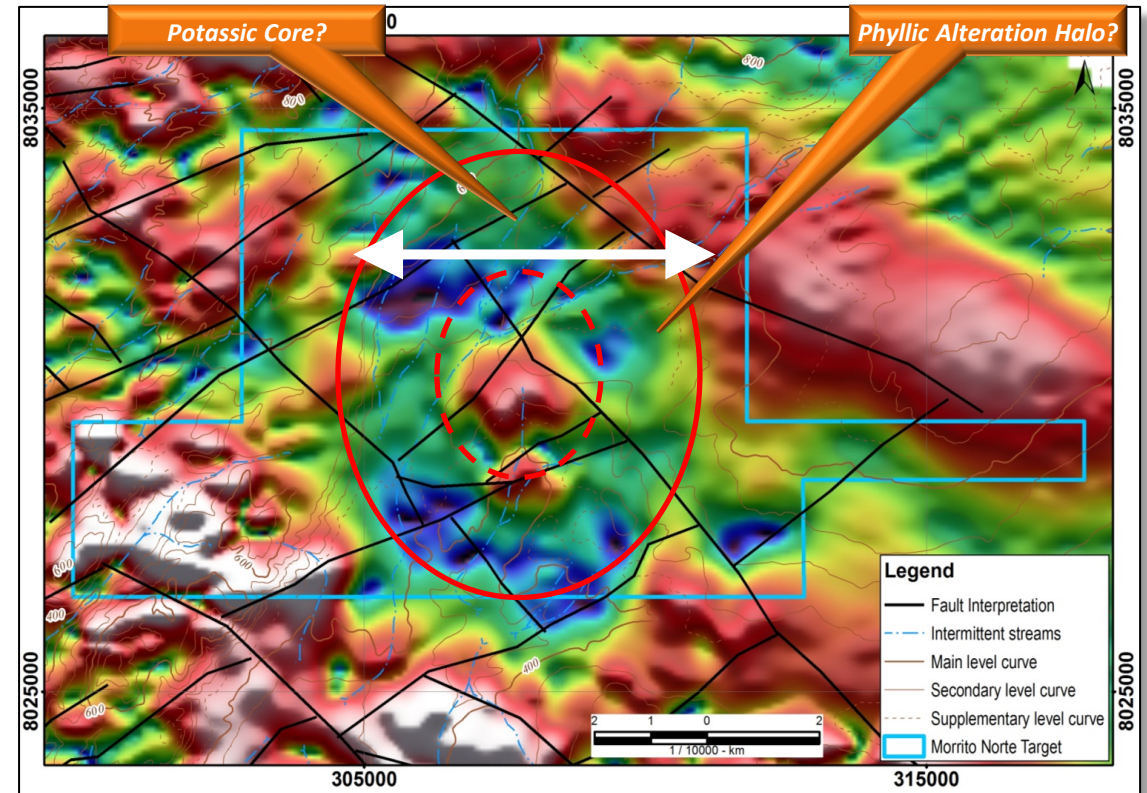 0
Potassic Core?
Phyllic Alteration Halo?
800
800
8035000
8035000
600
600
400
600
400
8025000
8025000
Legend
Fault Interpretation
Intermittent streams
Main level curve
Secondary level curve
Supplementary level curve
Morrito Norte Target
2 1 0 2
1 / 10000 - km
305000
315000